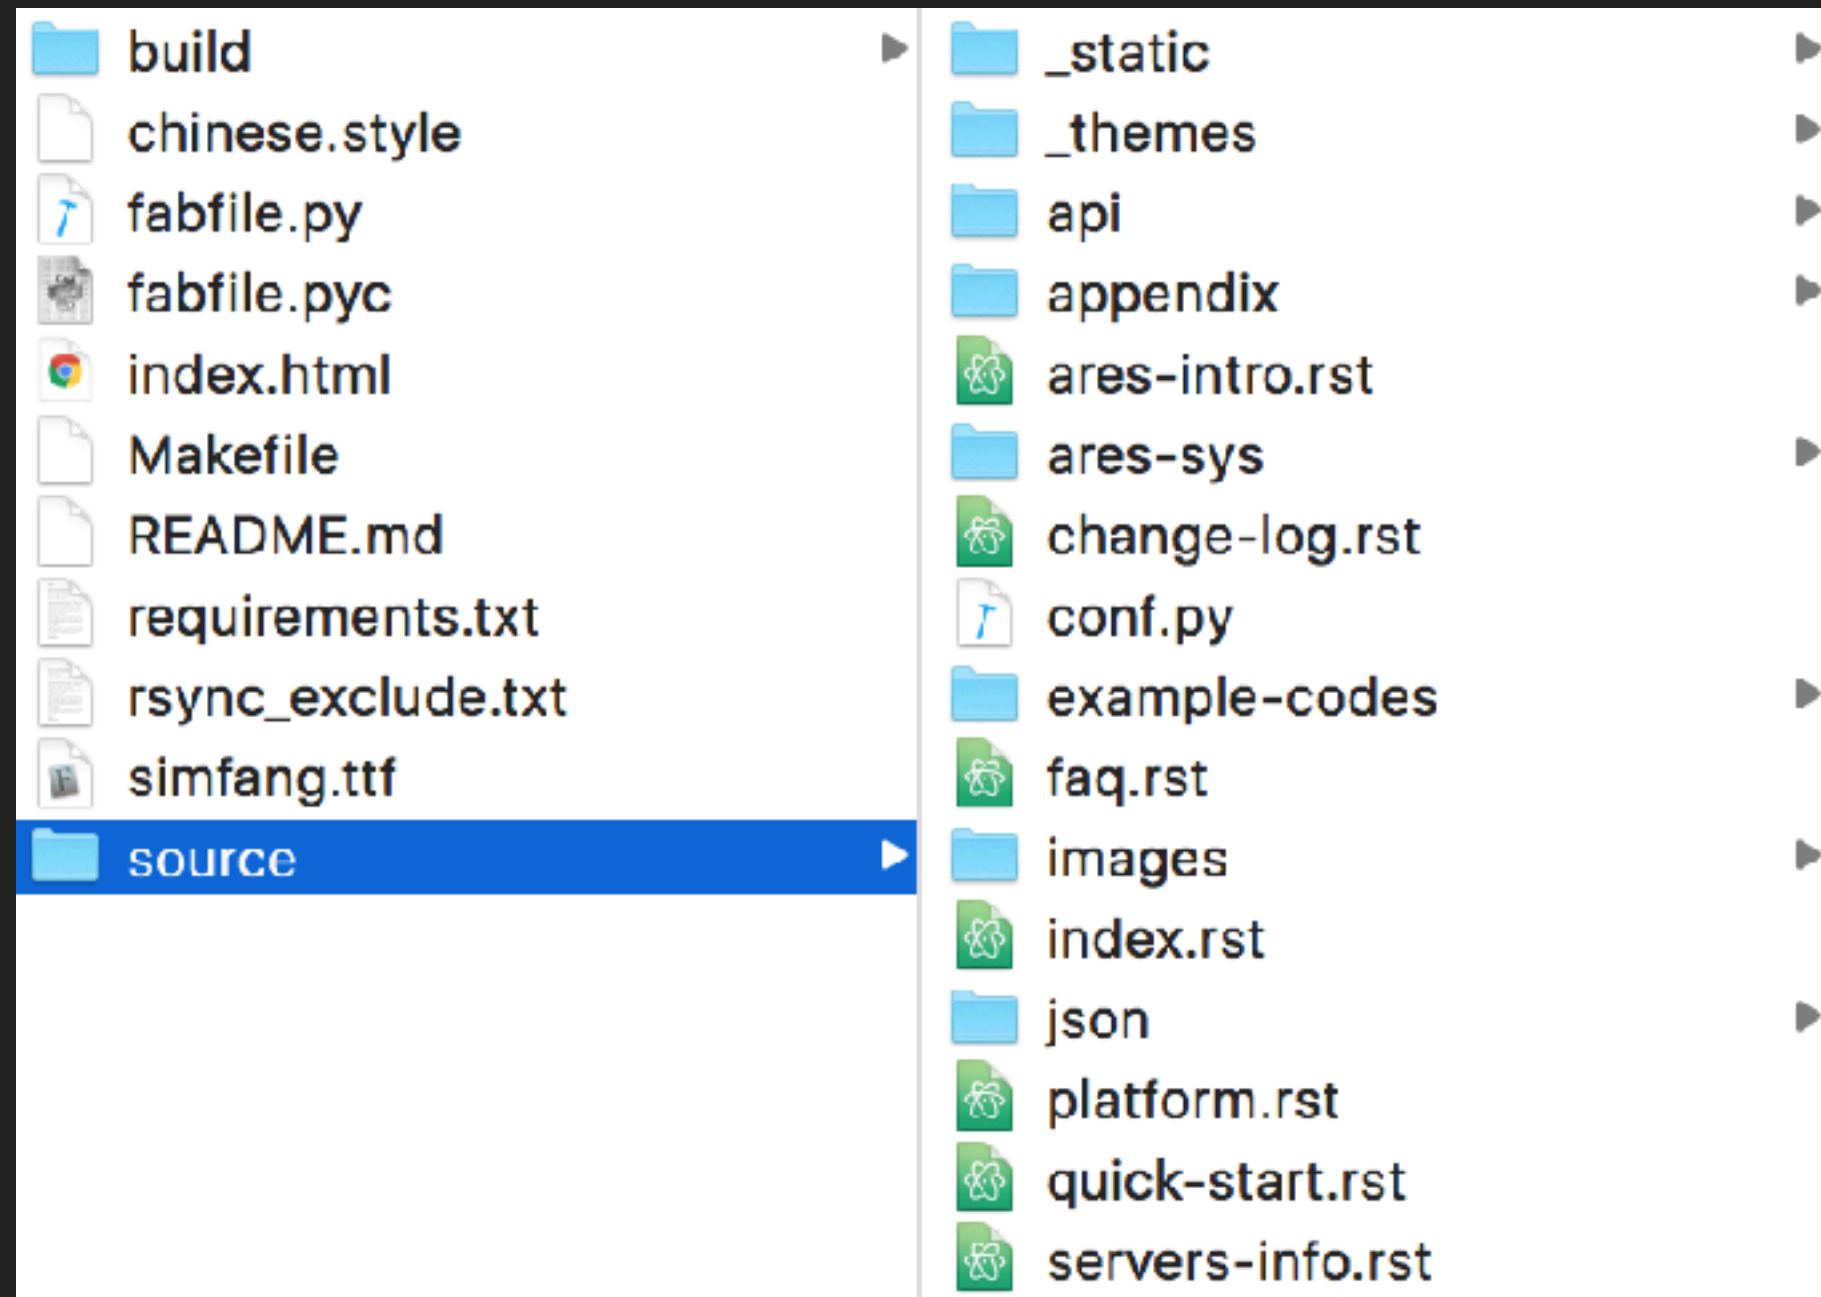 build
chinese.style
fabfile.py
fabfile.pyc
index.html
Makefile
README.md
requirements.txt
rsync_exclude.txt
simfang.ttf
source
_static
_themes
api
appendix
ares-intro.rst
ares-sys
change-log.rst
conf.py
example-codes
faq.rst
images
index.rst
json
platform.rst
quick-start.rst
servers-info.rst